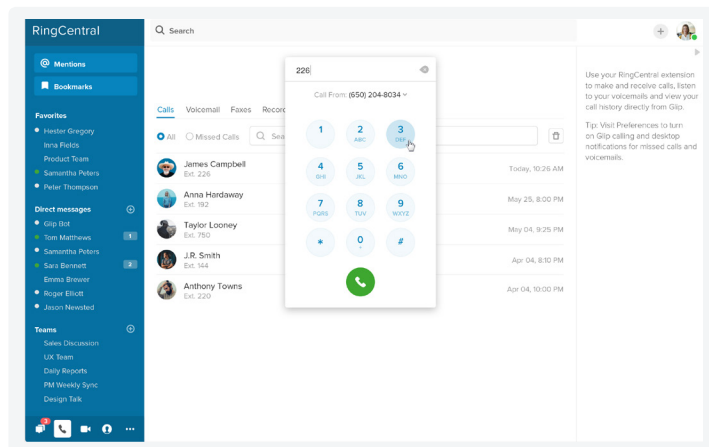 RingCentral
Search
Mentions
Bookmarks
Favorites
Hester Gregory
Inna Fields
Product Team
Samantha Peters
Peter Thompson
Direct messages
Glip Bot
Tom Matthews 1
Samantha Peters
Sara Bennett 2
Emma Brewer
Roger Elliott
Jason Newsted
Teams
Sales Discussion
UX Team
Daily Reports
PM Weekly Sync
Design Talk
3
Calls Voicemail Faxes Record
All Missed Calls Sea
James Campbell
Ext. 226
Today, 10:26 AM
Anna Hardaway
Ext. 192
May 25, 8:00 PM
Taylor Looney
Ext. 750
May 04, 9:25 PM
J.R. Smith
Ext. 144
Apr 04, 8:10 PM
Anthony Towns
Ext. 220
Apr 04, 10:00 PM
226
Call From: (650) 204-8034
1 2 3
ABC DEF
4 5 6
GHI JKL MNO
7 8 9
PQRS TUV WXYZ
* 0 #
+
Use your RingCentral extension
to make and receive calls, listen
to your voicemails and view your
call history directly from Glip.
Tip: Visit Preferences to turn
on Glip calling and desktop
notifications for missed calls and
voicemails.